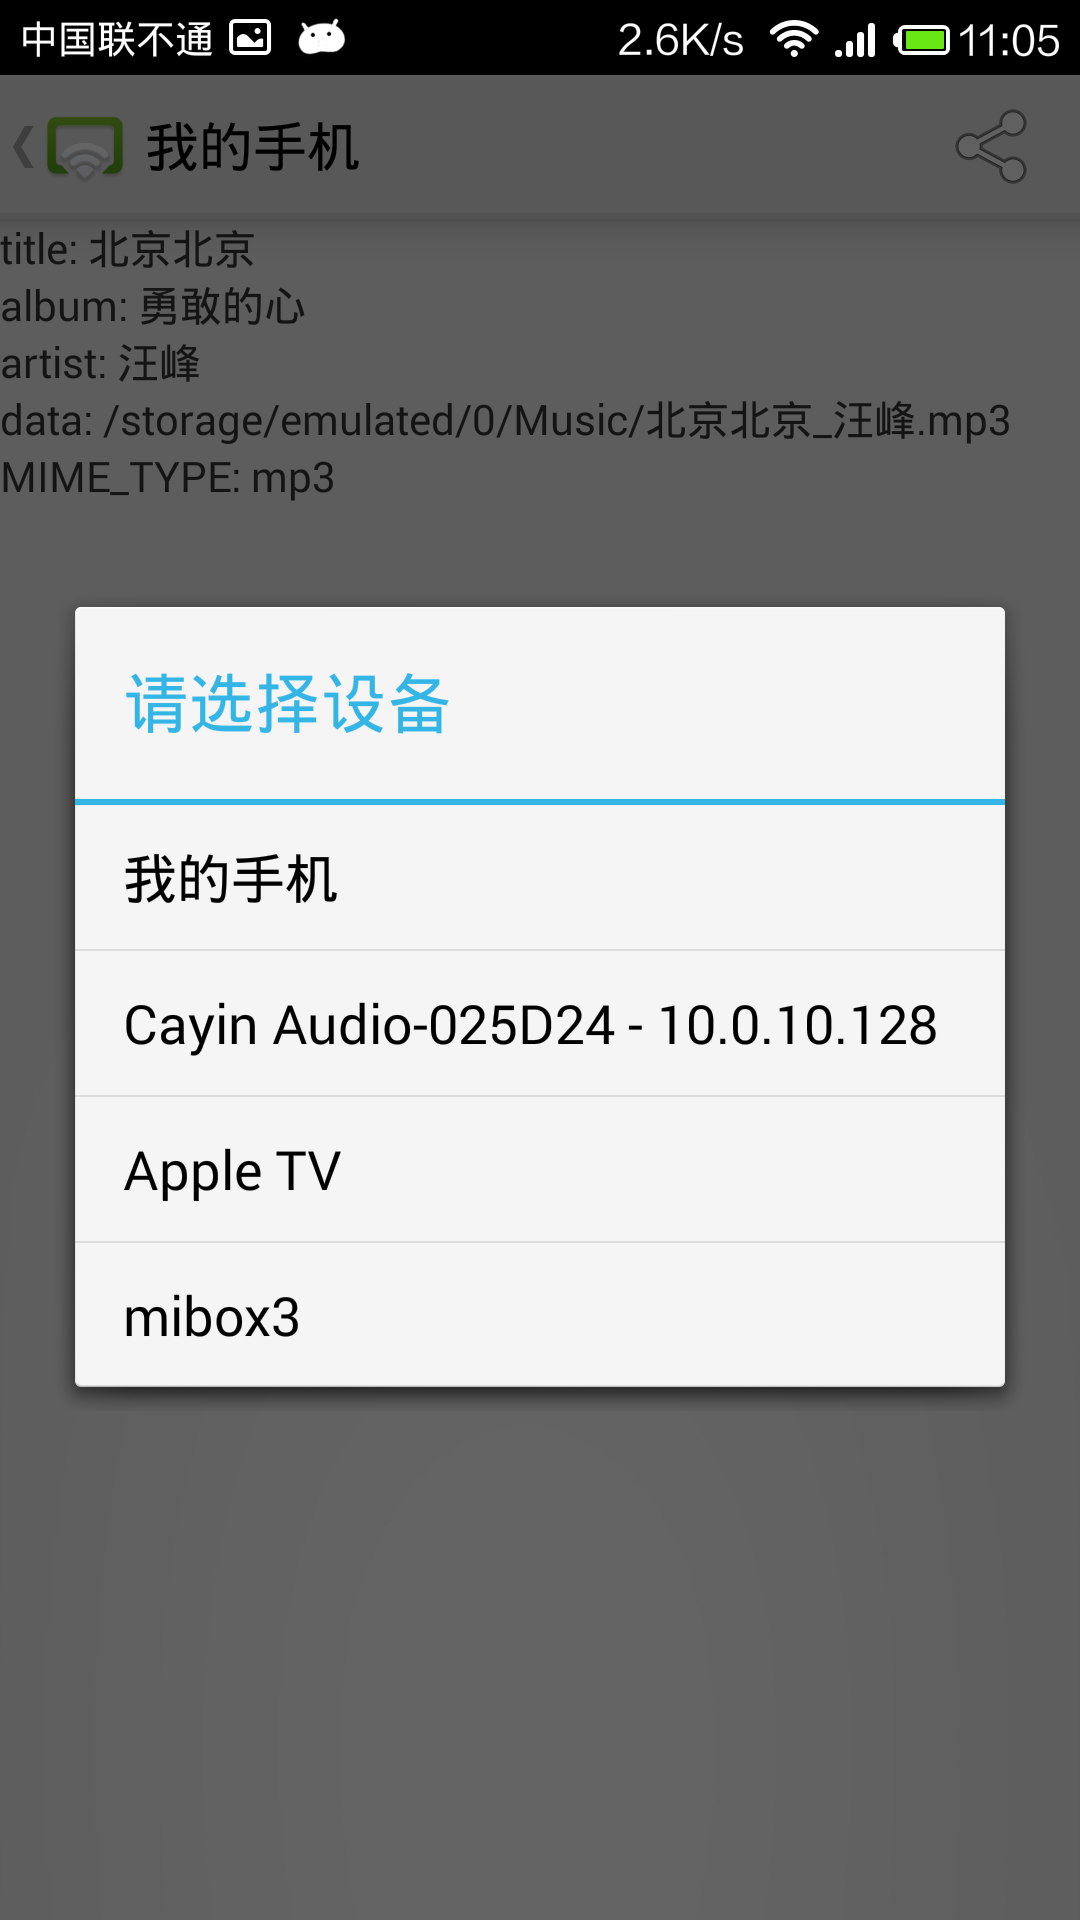 中国联不通 2.6K/s 11:05
我的手机
title: 北京北京
album: 勇敢的心
artist: 汪峰
data: /storage/emulated/0/Music/北京北京_汪峰.mp3
MIME_TYPE: mp3
请选择设备
我的手机
Cayin Audio-025D24 - 10.0.10.128
Apple TV
mibox3